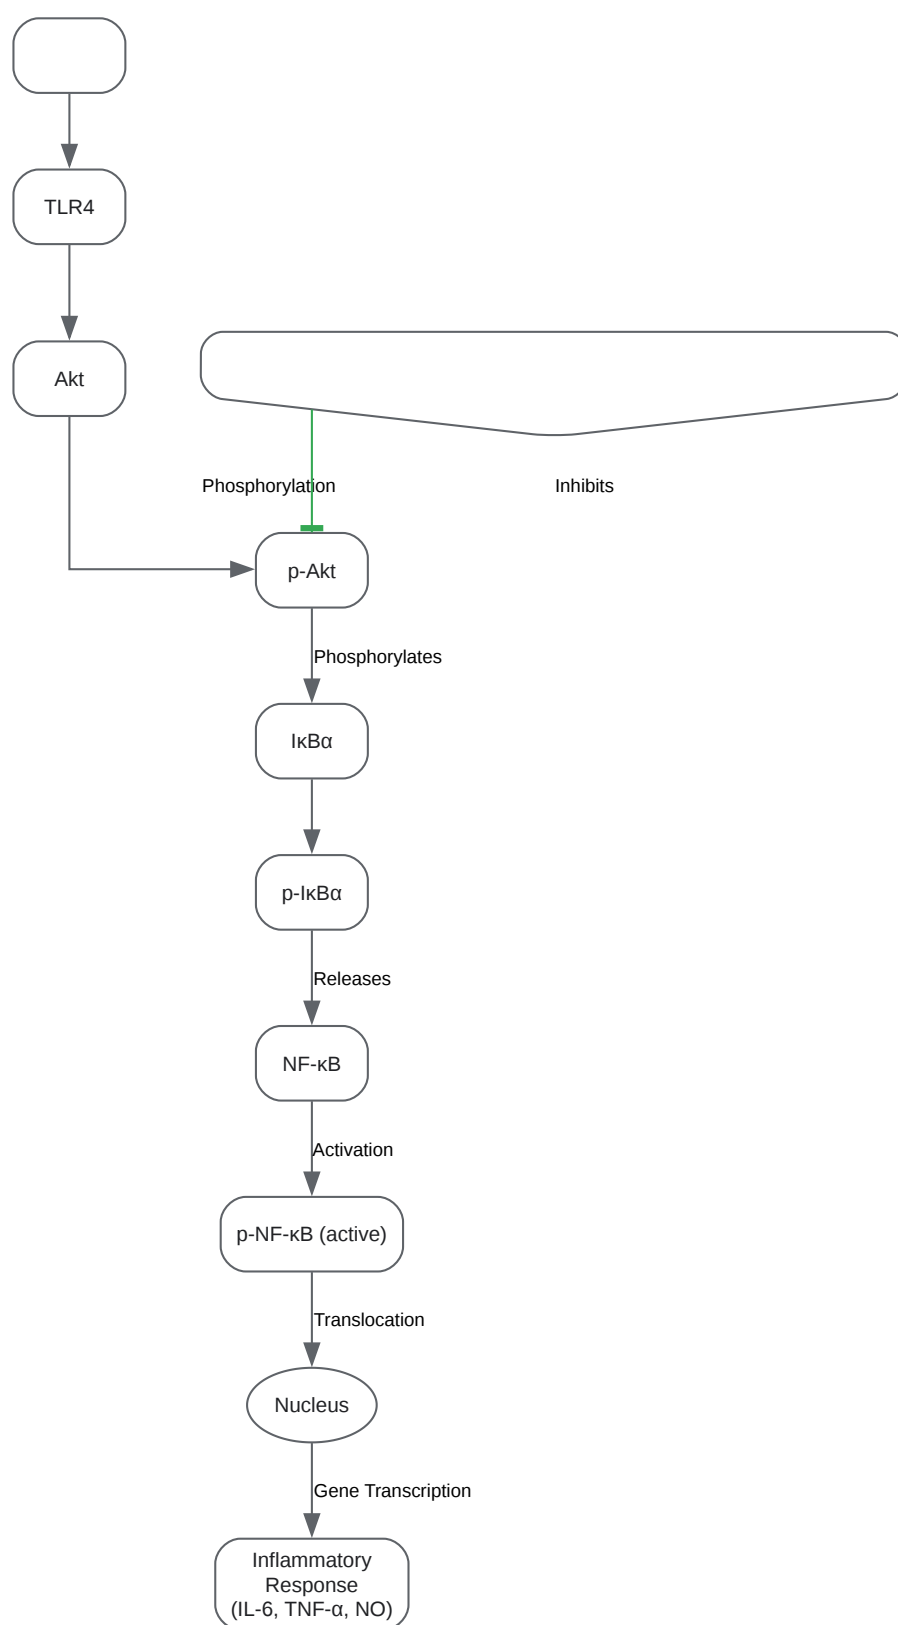 TLR4
Akt
Phosphorylation
Inhibits
p-Akt
Phosphorylates
IκBα
p-IκBα
Releases
NF-κB
Activation
p-NF-κB (active)
Translocation
Nucleus
Gene Transcription
Inflammatory
Response
(IL-6, TNF-α, NO)